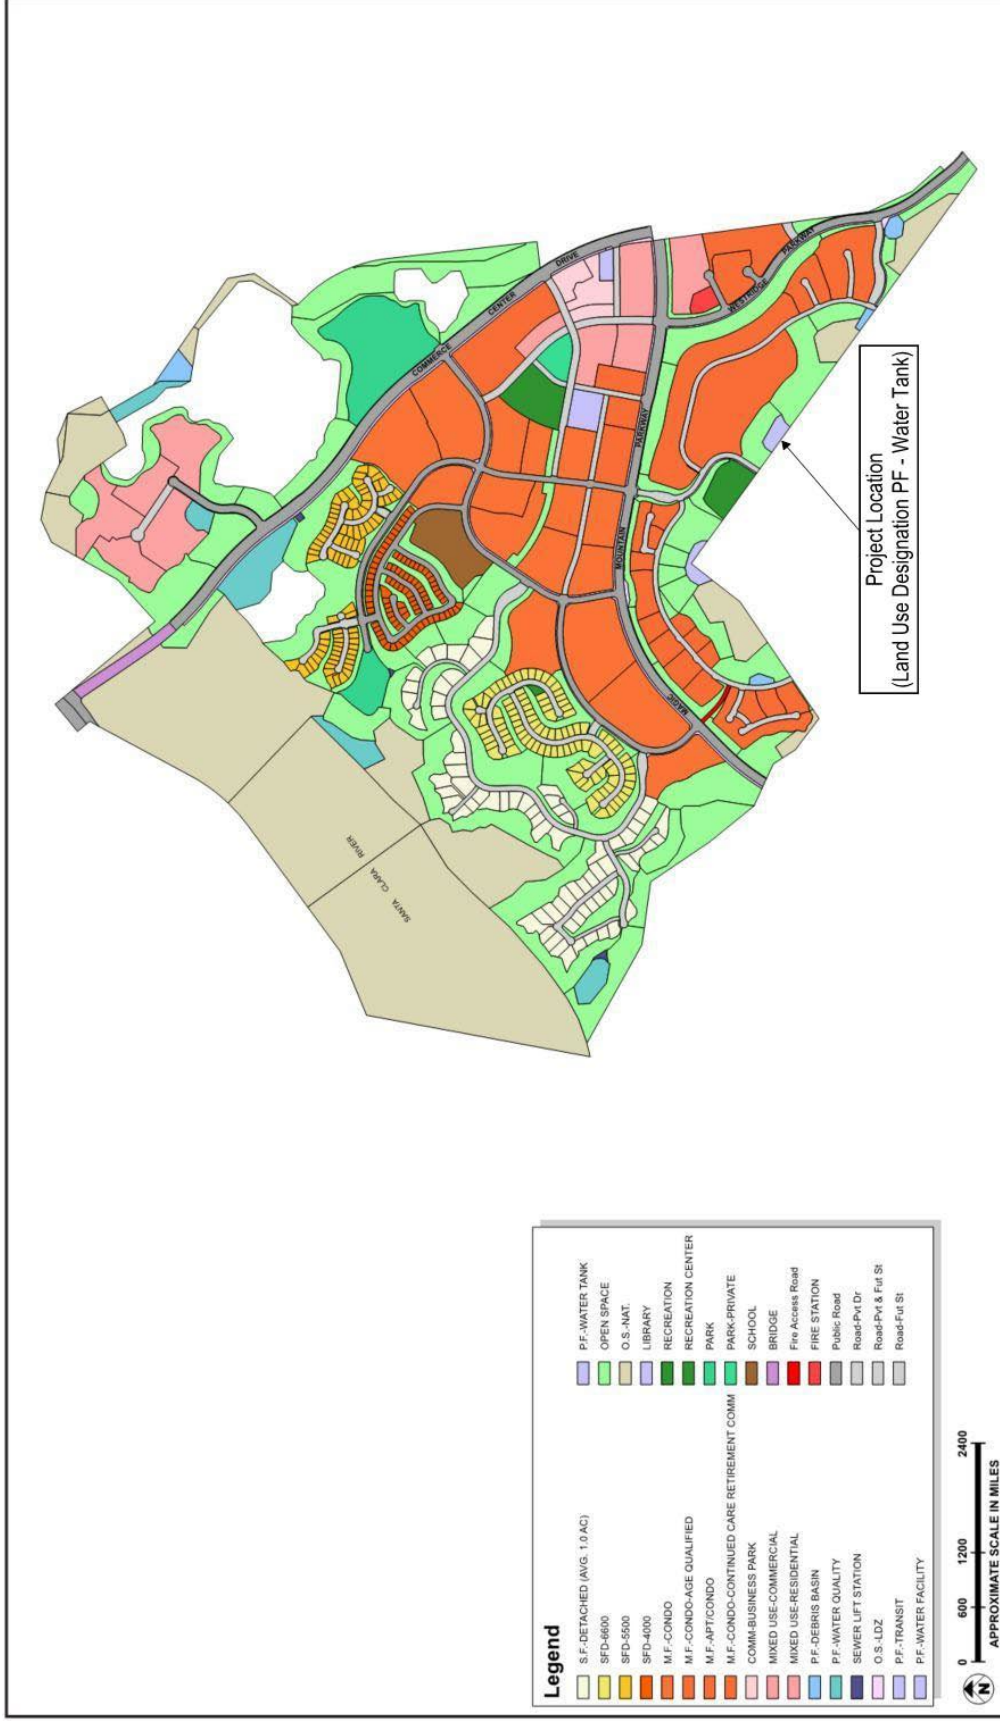 COMMERCE
CENTER
DRIVE
WESTRIDGE
PARKWAY
MAGIC
MOUNTAIN
PARKWAY
SANTA CLARA
RIVER
Project Location
(Land Use Designation PF - Water Tank)
Legend
S.F.-DETACHED (AVG. 1.0 AC)
SFD-6600
SFD-5500
SFD-4000
M.F.-CONDO
M.F.-CONDO-AGE QUALIFIED
M.F.-APT/CONDO
M.F.-CONDO-CONTINUED CARE RETIREMENT COMM
COMM-BUSINESS PARK
MIXED USE-COMMERCIAL
MIXED USE-RESIDENTIAL
P.F.-DEBRIS BASIN
P.F.-WATER QUALITY
SEWER LIFT STATION
O.S.-LDZ
P.F.-TRANSIT
P.F.-WATER FACILITY
P.F.-WATER TANK
OPEN SPACE
O.S.-NAT.
LIBRARY
RECREATION
RECREATION CENTER
PARK
PARK-PRIVATE
SCHOOL
BRIDGE
Fire Access Road
FIRE STATION
Public Road
Road-Pvt Dr
Road-Pvt & Fut St
Road-Fut St
N
0 600 1200 2400
APPROXIMATE SCALE IN MILES